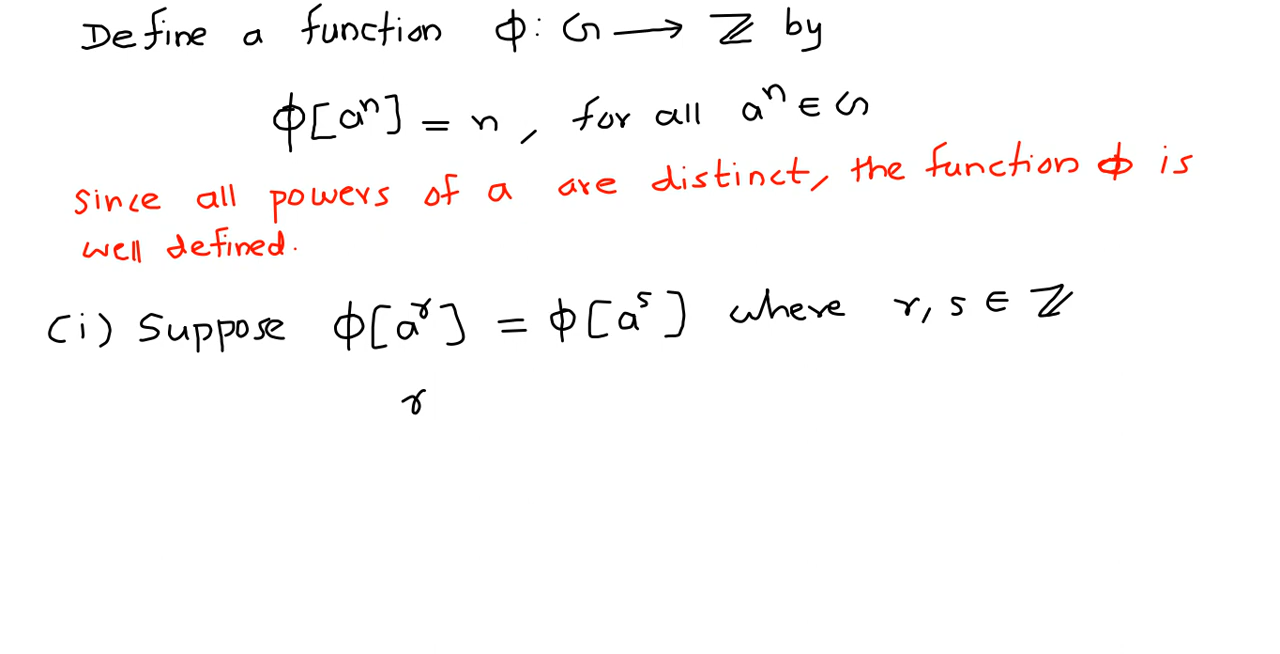 Define a function ϕ: G ⟶ ℤ by
ϕ[aⁿ] = n, for all aⁿ ∈ G
since all powers of a are distinct, the function ϕ is
well defined.
(i) Suppose ϕ[aʳ] = ϕ[aˢ] where r, s ∈ ℤ
r